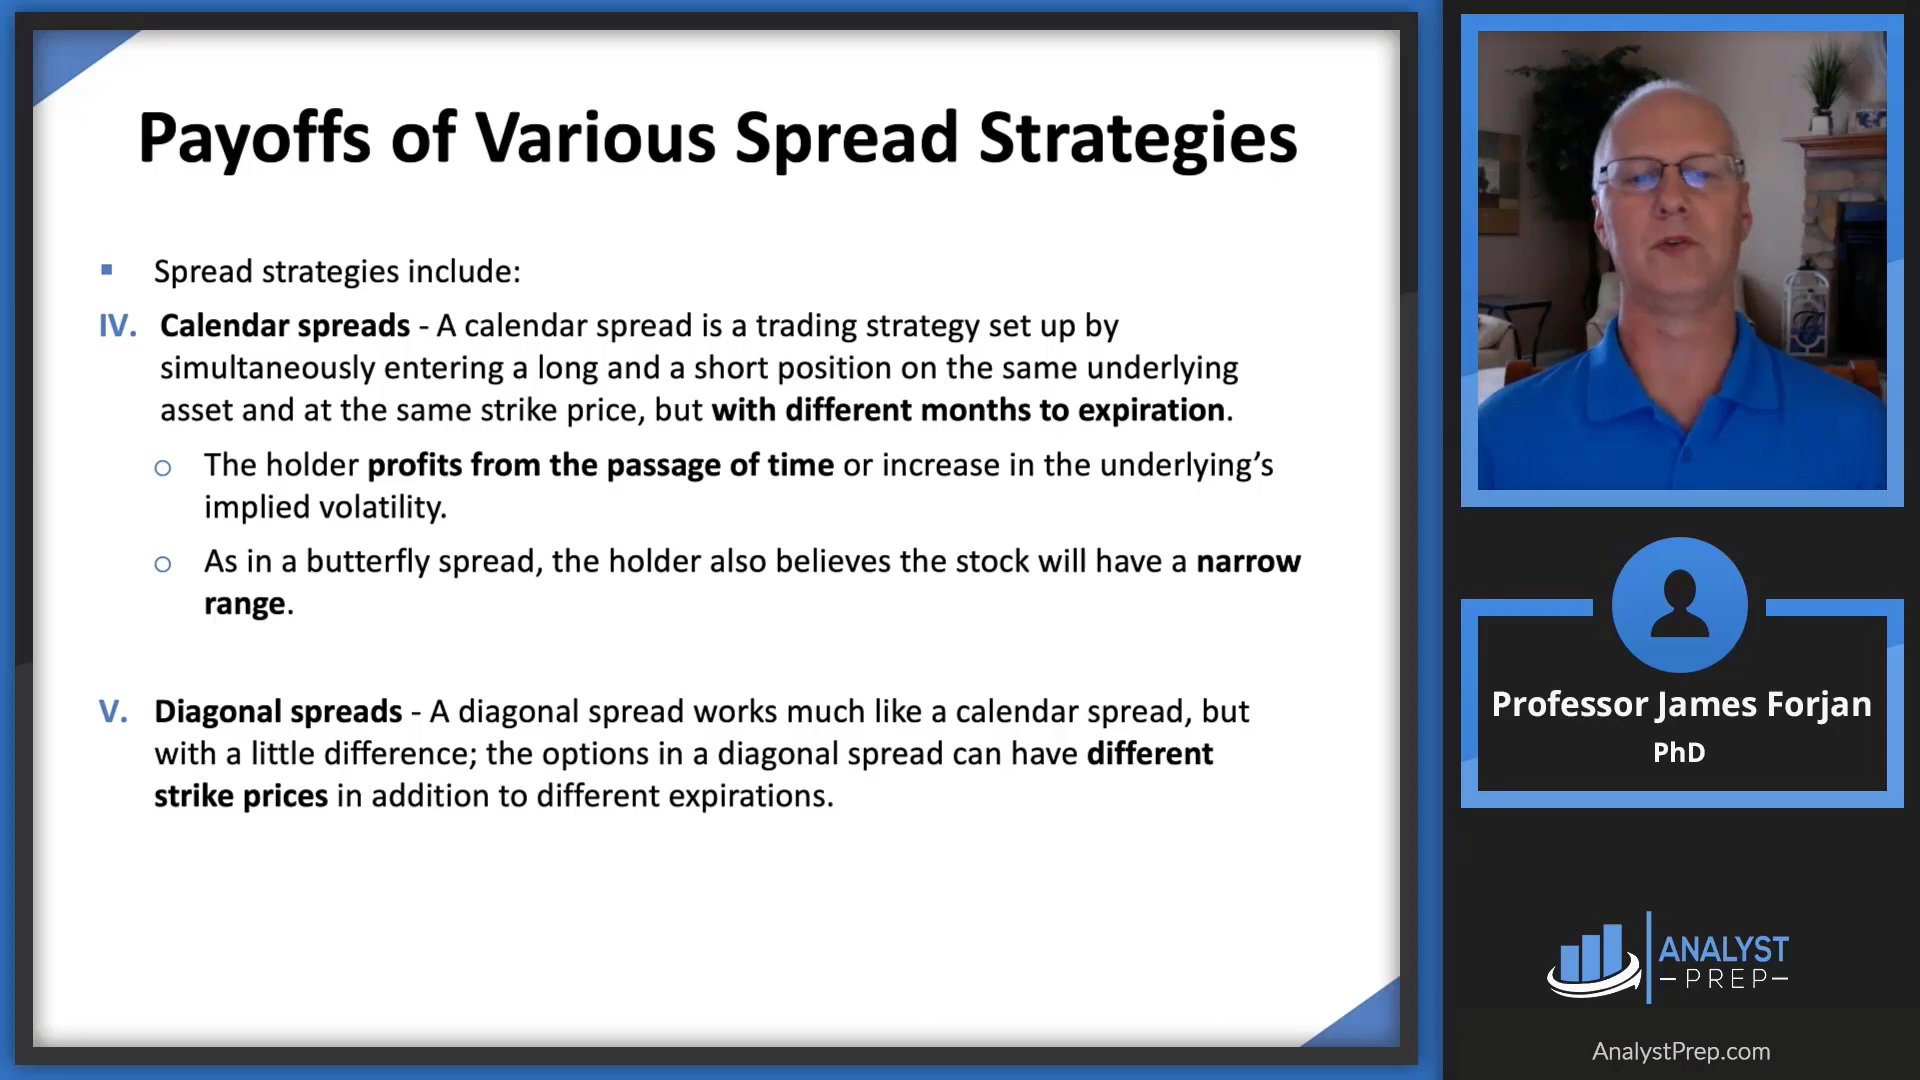 Payoffs of Various Spread Strategies
▪ Spread strategies include:
IV. Calendar spreads - A calendar spread is a trading strategy set up by
simultaneously entering a long and a short position on the same underlying
asset and at the same strike price, but with different months to expiration.
o The holder profits from the passage of time or increase in the underlying’s
implied volatility.
o As in a butterfly spread, the holder also believes the stock will have a narrow
range.
V. Diagonal spreads - A diagonal spread works much like a calendar spread, but
with a little difference; the options in a diagonal spread can have different
strike prices in addition to different expirations.
Professor James Forjan
PhD
ANALYST
PREP
AnalystPrep.com